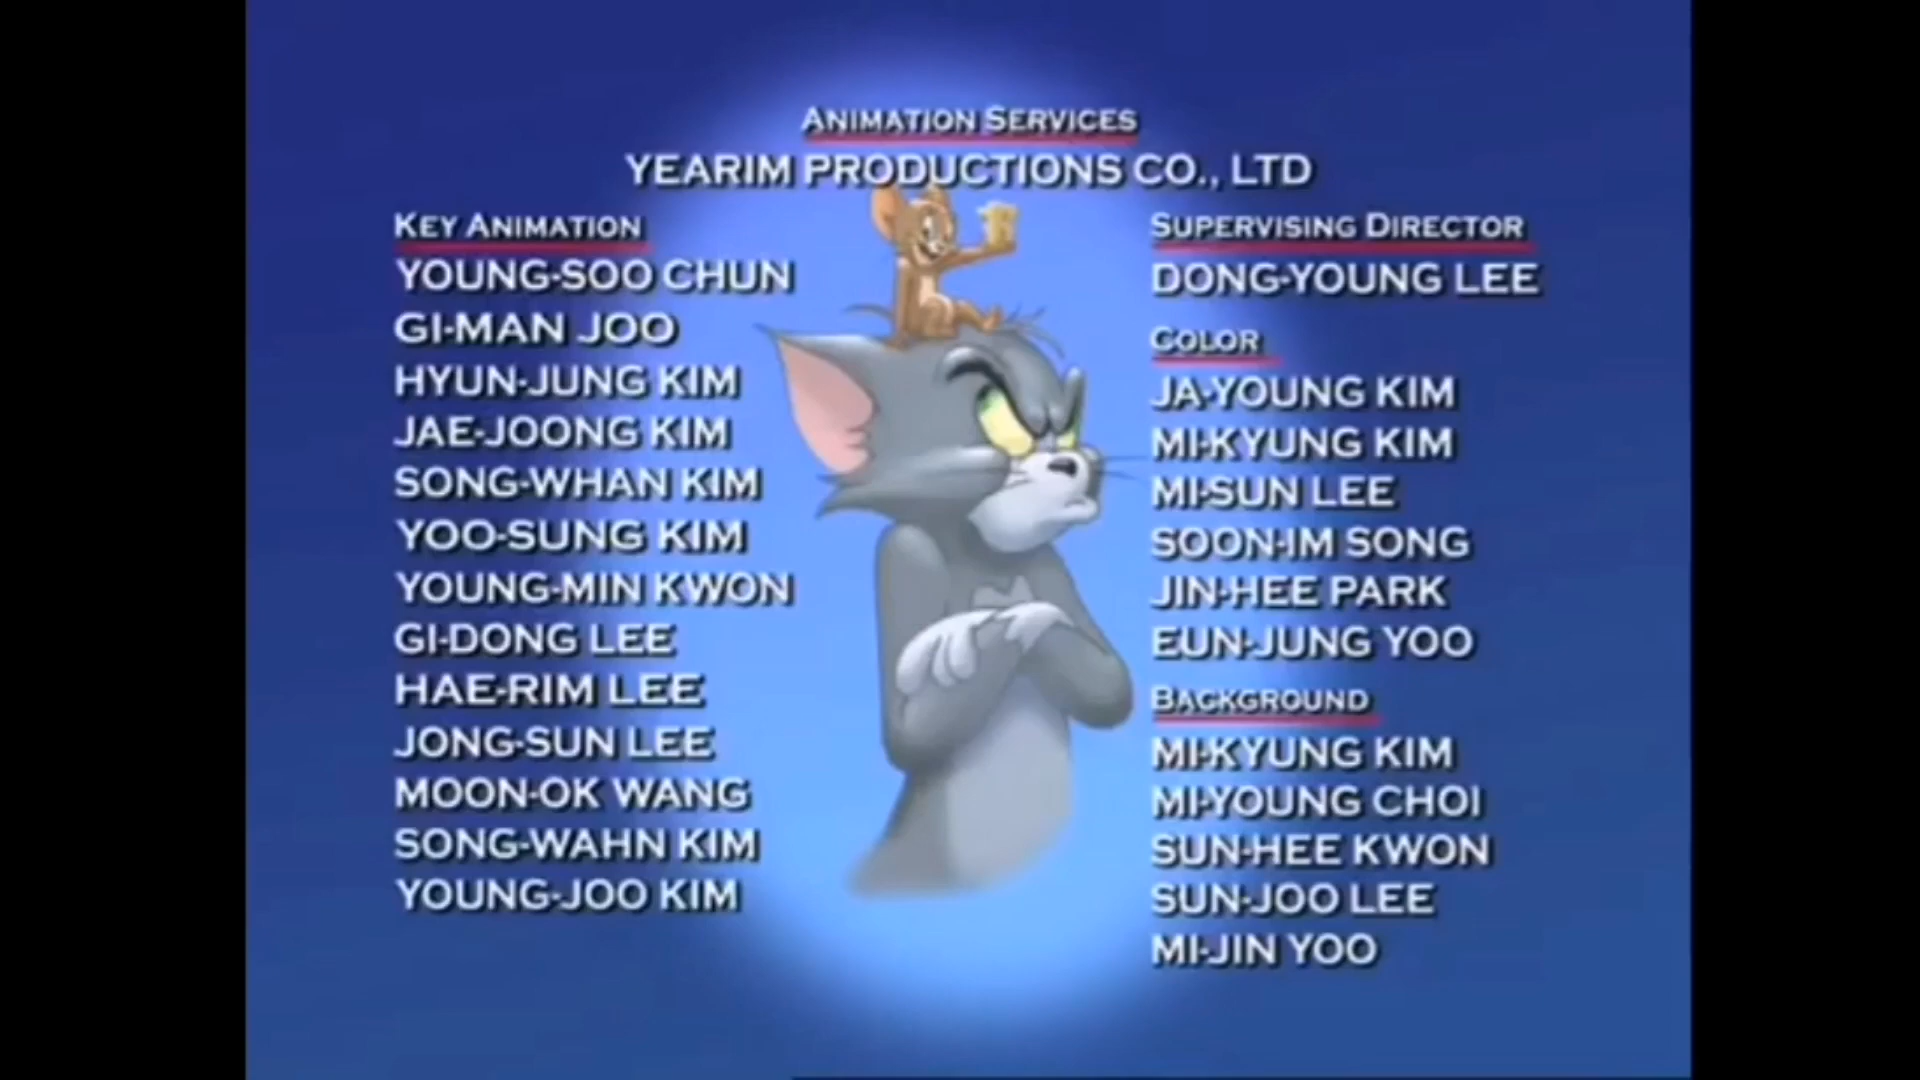 ANIMATION SERVICES
YEARIM PRODUCTIONS CO., LTD
KEY ANIMATION
YOUNG-SOO CHUN
GI-MAN JOO
HYUN-JUNG KIM
JAE-JOONG KIM
SONG-WHAN KIM
YOO-SUNG KIM
YOUNG-MIN KWON
GI-DONG LEE
HAE-RIM LEE
JONG-SUN LEE
MOON-OK WANG
SONG-WAHN KIM
YOUNG-JOO KIM
SUPERVISING DIRECTOR
DONG-YOUNG LEE
COLOR
JA-YOUNG KIM
MI-KYUNG KIM
MI-SUN LEE
SOON-IM SONG
JIN-HEE PARK
EUN-JUNG YOO
BACKGROUND
MI-KYUNG KIM
MI-YOUNG CHOI
SUN-HEE KWON
SUN-JOO LEE
MI-JIN YOO